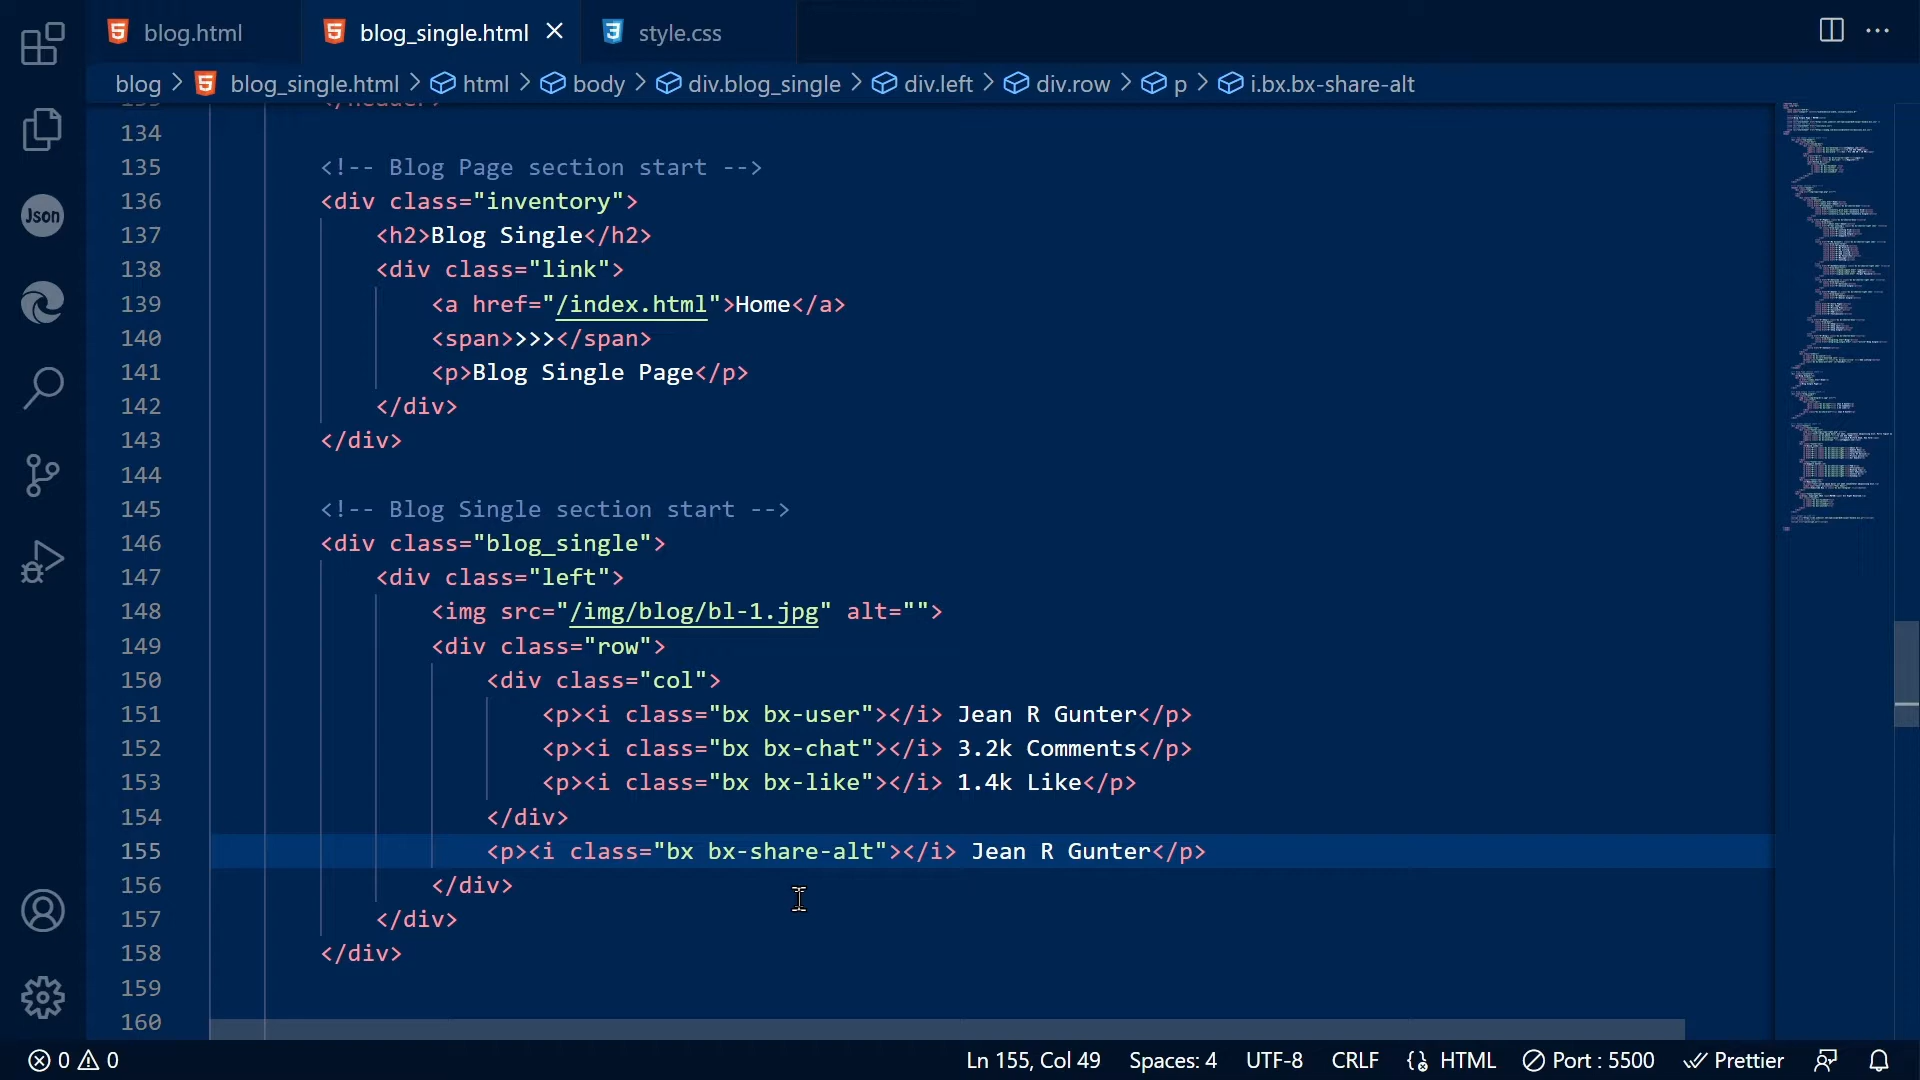 blog.html
blog_single.html
style.css
blog > blog_single.html > html > body > div.blog_single > div.left > div.row > p > i.bx.bx-share-alt
Json
134
135 <!-- Blog Page section start -->
136 <div class="inventory">
137 <h2>Blog Single</h2>
138 <div class="link">
139 <a href="/index.html">Home</a>
140 <span>>>></span>
141 <p>Blog Single Page</p>
142 </div>
143 </div>
144
145 <!-- Blog Single section start -->
146 <div class="blog_single">
147 <div class="left">
148 <img src="/img/blog/bl-1.jpg" alt="">
149 <div class="row">
150 <div class="col">
151 <p><i class="bx bx-user"></i> Jean R Gunter</p>
152 <p><i class="bx bx-chat"></i> 3.2k Comments</p>
153 <p><i class="bx bx-like"></i> 1.4k Like</p>
154 </div>
155 <p><i class="bx bx-share-alt"></i> Jean R Gunter</p>
156 </div>
157 </div>
158 </div>
159
160
0 0 Ln 155, Col 49 Spaces: 4 UTF-8 CRLF HTML Port : 5500 Prettier